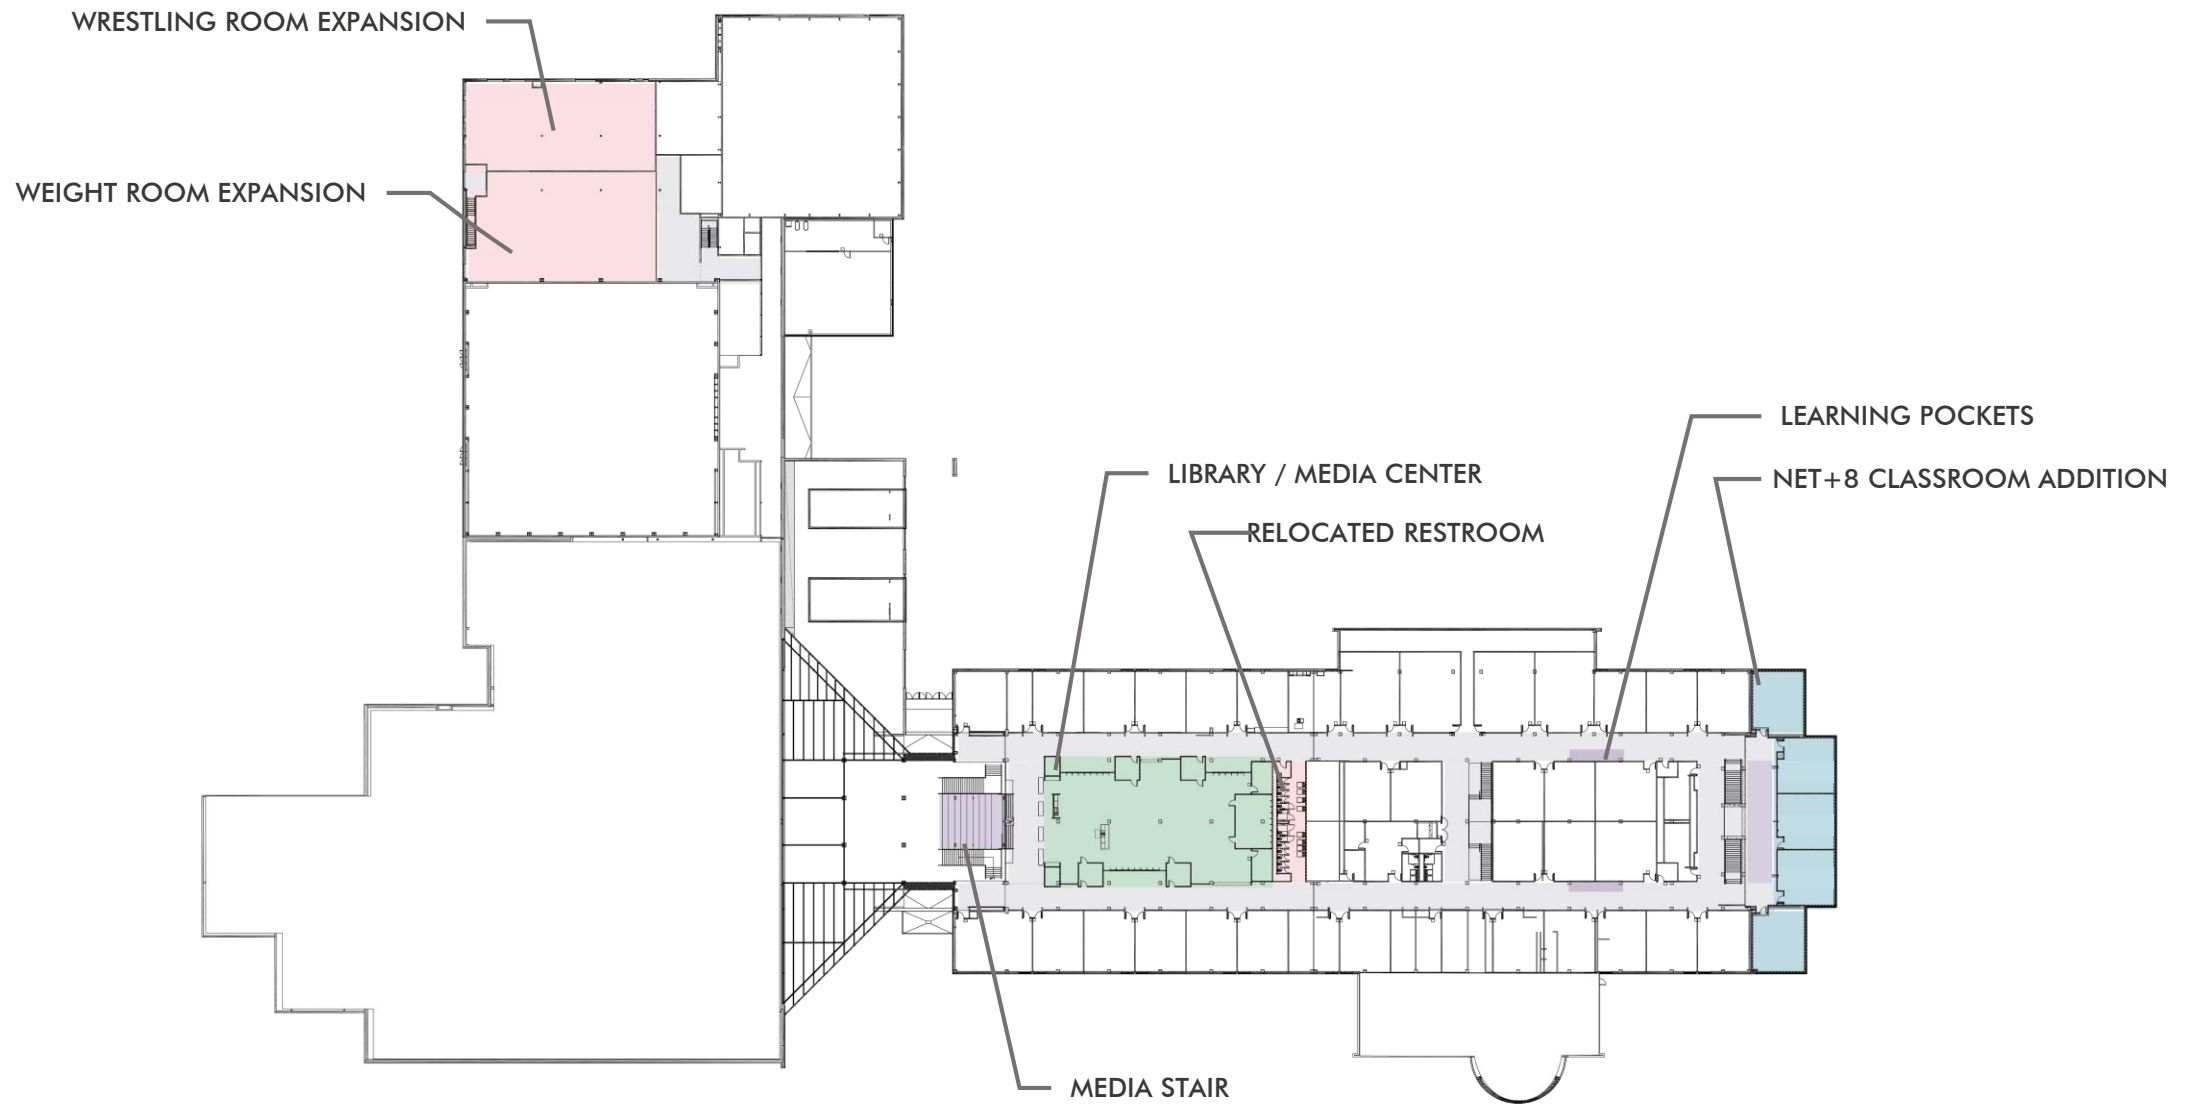 WRESTLING ROOM EXPANSION
WEIGHT ROOM EXPANSION
LEARNING POCKETS
LIBRARY / MEDIA CENTER
NET+8 CLASSROOM ADDITION
RELOCATED RESTROOM
MEDIA STAIR